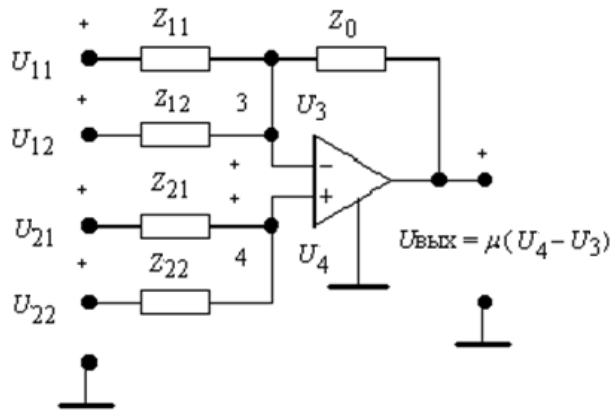 + Z₁₁ Z₀
U₁₁
+ Z₁₂ 3 U₃
U₁₂
+ −
+ Z₂₁ + + +
U₂₁
+ Z₂₂ 4 U₄ Uвых = μ(U₄ − U₃)
U₂₂